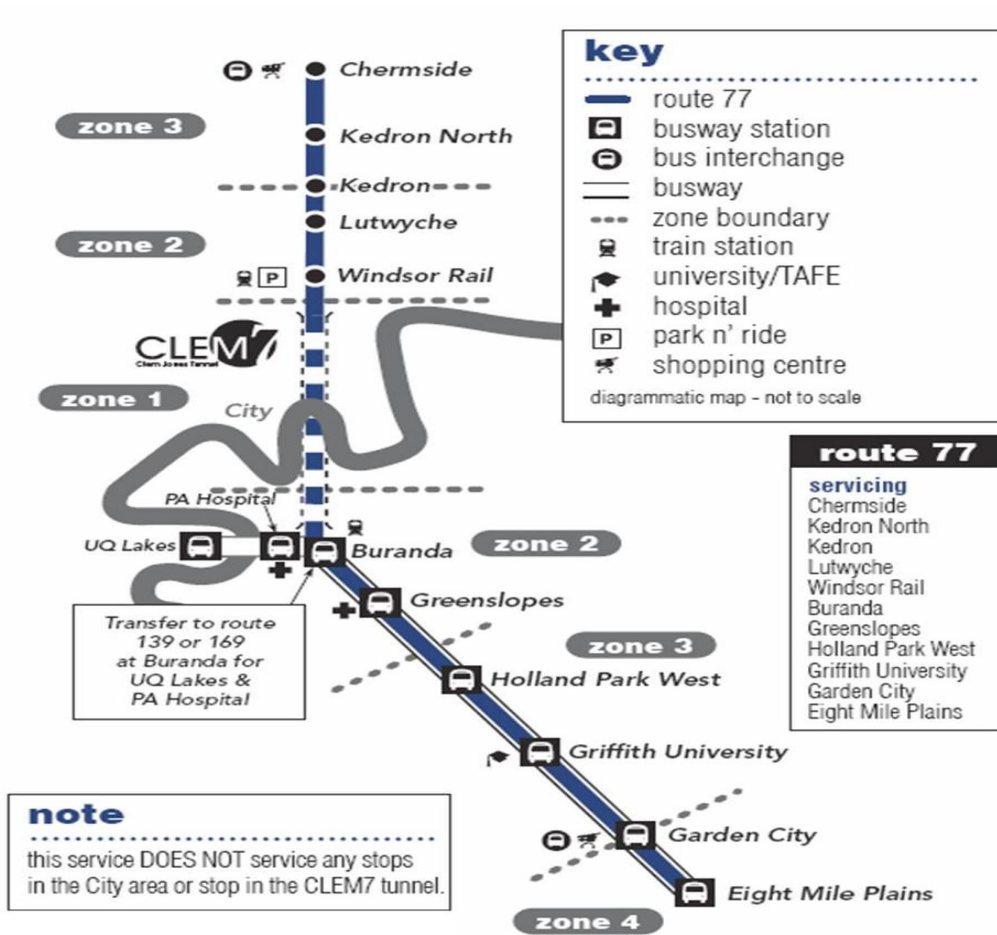 Chermside
zone 3
Kedron North
Kedron
Lutwyche
zone 2
Windsor Rail
CLEM7
Clem Jones Tunnel
zone 1
City
PA Hospital
UQ Lakes
Buranda
zone 2
Greenslopes
Transfer to route
139 or 169
at Buranda for
UQ Lakes &
PA Hospital
zone 3
Holland Park West
Griffith University
Garden City
Eight Mile Plains
zone 4
key
route 77
busway station
bus interchange
busway
zone boundary
train station
university/TAFE
hospital
P park n' ride
shopping centre
diagrammatic map - not to scale
P
route 77
servicing
Chermside
Kedron North
Kedron
Lutwyche
Windsor Rail
Buranda
Greenslopes
Holland Park West
Griffith University
Garden City
Eight Mile Plains
note
this service DOES NOT service any stops
in the City area or stop in the CLEM7 tunnel.